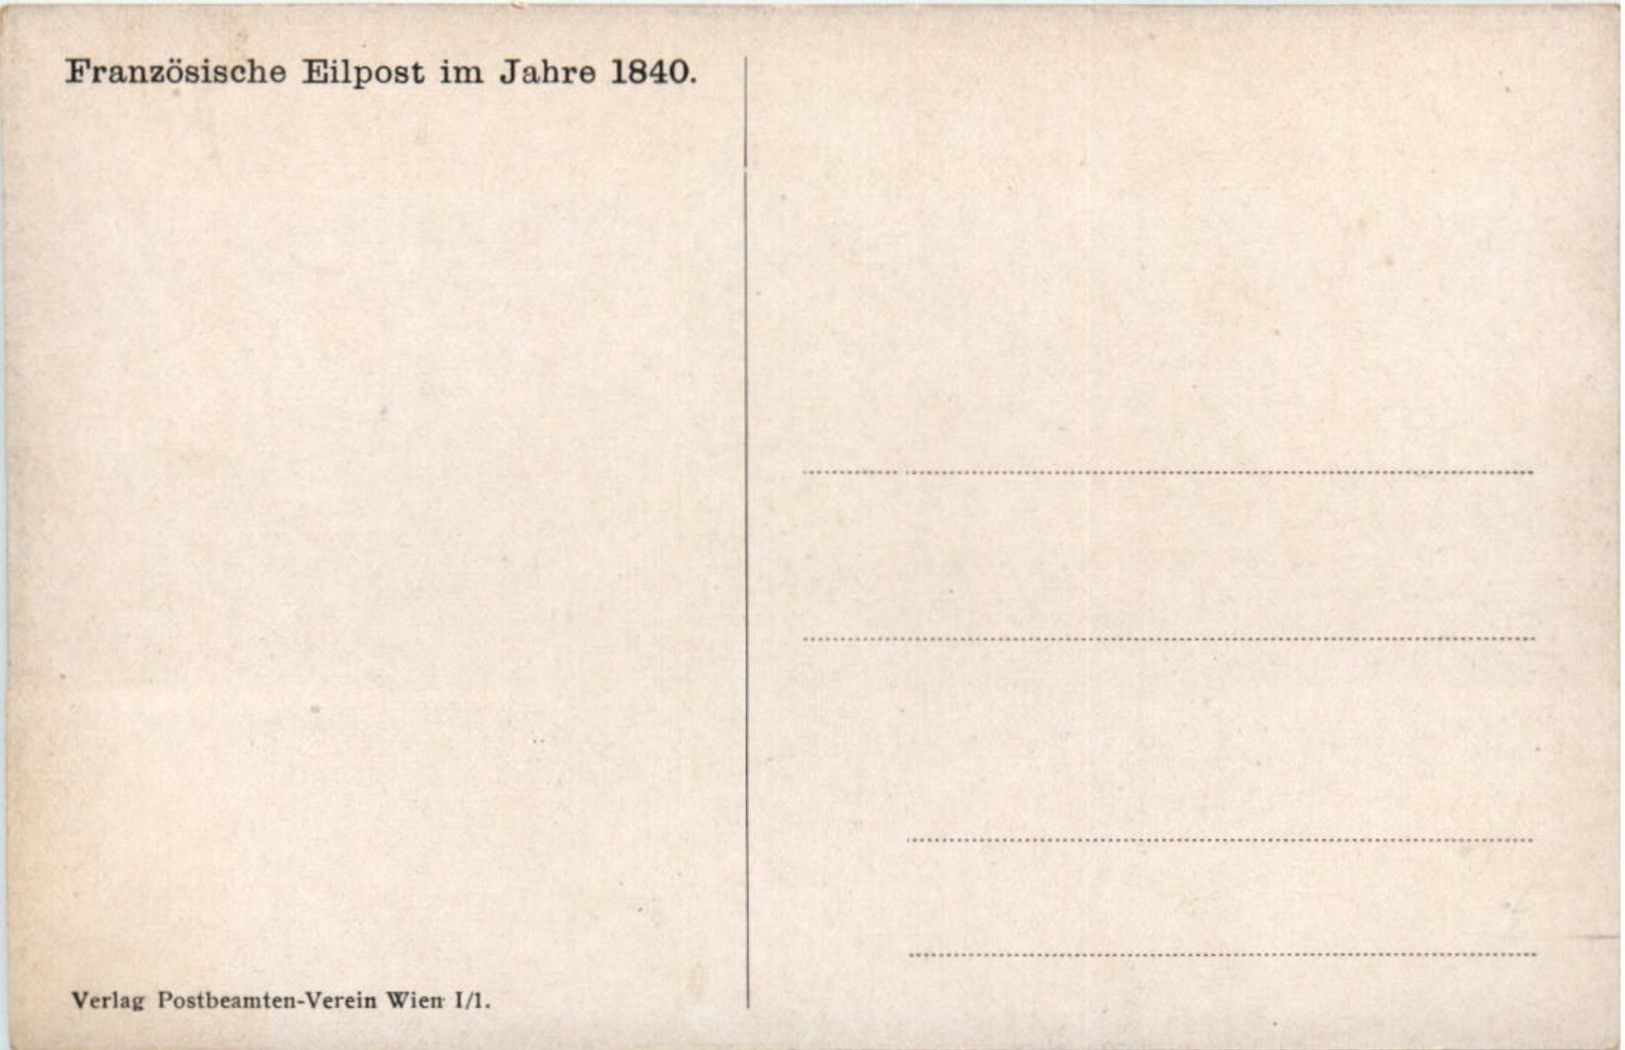 Französische Eilpost im Jahre 1840.
Verlag Postbeamten-Verein Wien I/1.